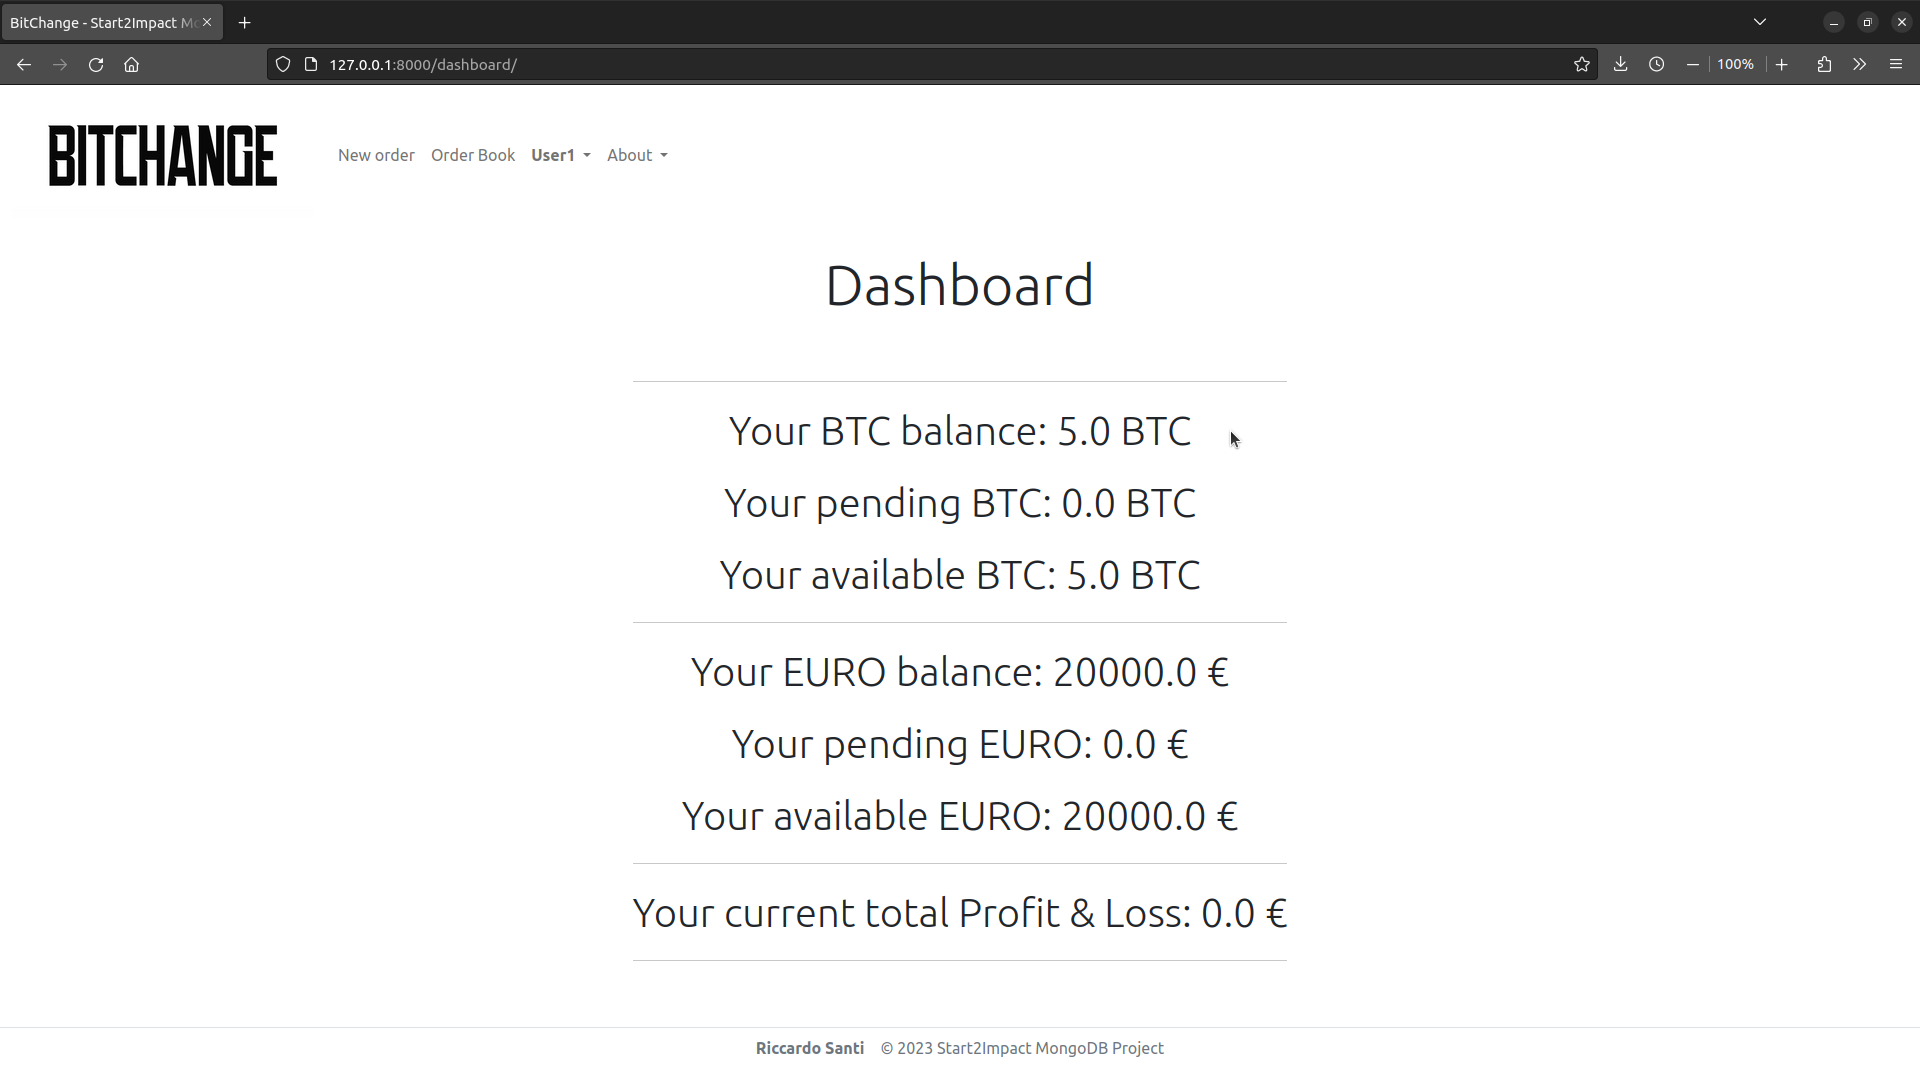 BitChange - Start2Impact M
127.0.0.1:8000/dashboard/
100%
BITCHANGE
New order Order Book User1 About
Dashboard
Your BTC balance: 5.0 BTC
Your pending BTC: 0.0 BTC
Your available BTC: 5.0 BTC
Your EURO balance: 20000.0 €
Your pending EURO: 0.0 €
Your available EURO: 20000.0 €
Your current total Profit & Loss: 0.0 €
Riccardo Santi © 2023 Start2Impact MongoDB Project